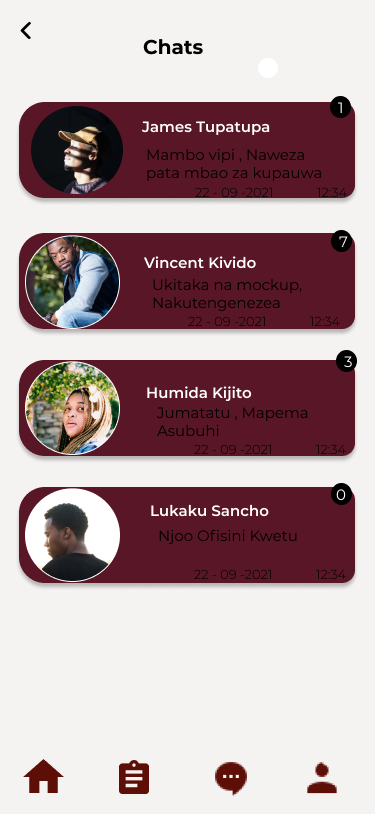 Chats
1
James Tupatupa
Mambo vipi , Naweza
pata mbao za kupauwa
22 - 09 -2021 12:34
7
Vincent Kivido
Ukitaka na mockup,
Nakutengenezea
22 - 09 -2021 12:34
3
Humida Kijito
Jumatatu , Mapema
Asubuhi
22 - 09 -2021 12:34
0
Lukaku Sancho
Njoo Ofisini Kwetu
22 - 09 -2021 12:34